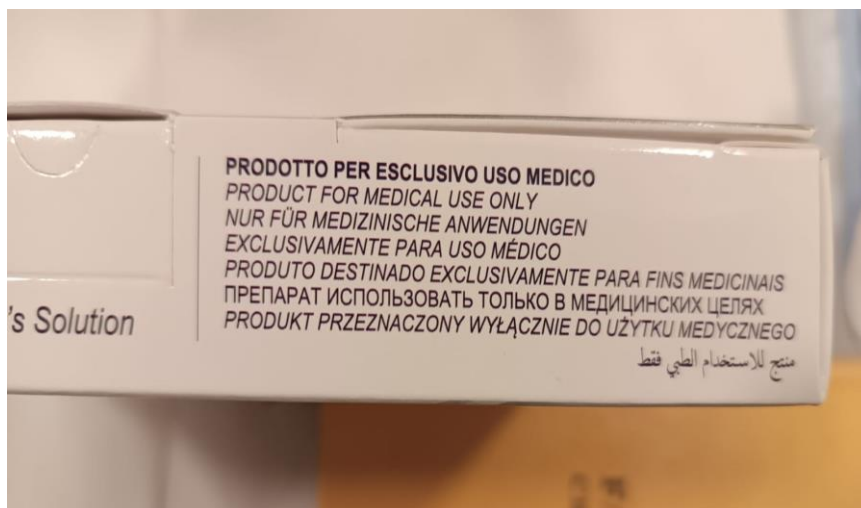 PRODOTTO PER ESCLUSIVO USO MEDICO
PRODUCT FOR MEDICAL USE ONLY
NUR FÜR MEDIZINISCHE ANWENDUNGEN
EXCLUSIVAMENTE PARA USO MÉDICO
PRODUTO DESTINADO EXCLUSIVAMENTE PARA FINS MEDICINAIS
ПРЕПАРАТ ИСПОЛЬЗОВАТЬ ТОЛЬКО В МЕДИЦИНСКИХ ЦЕЛЯХ
PRODUKT PRZEZNACZONY WYŁĄCZNIE DO UŻYTKU MEDYCZNEGO
منتج للاستخدام الطبي فقط
's Solution